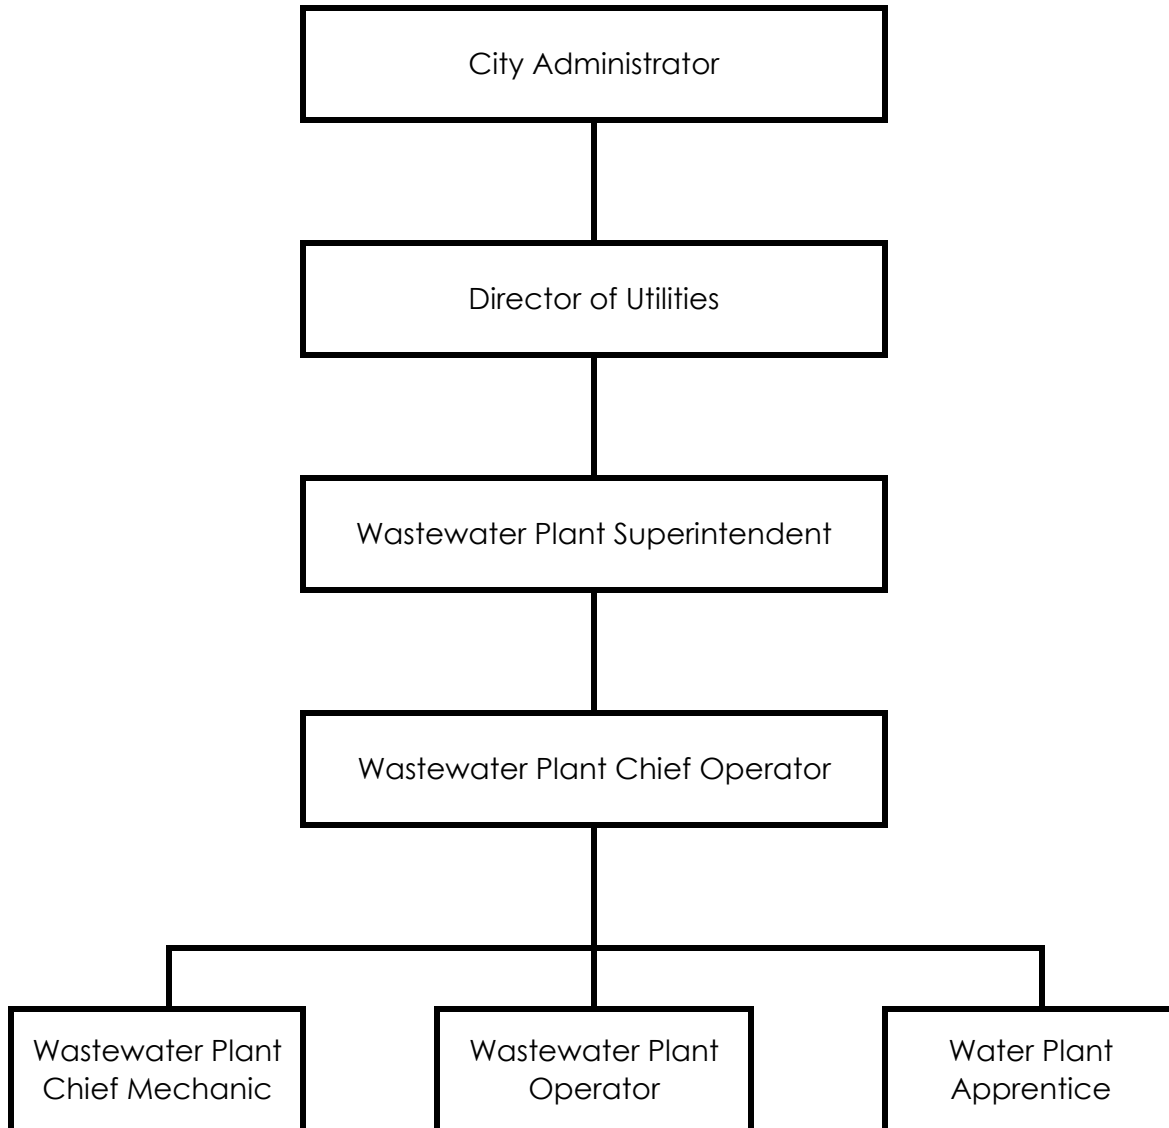 City Administrator
Director of Utilities
Wastewater Plant Superintendent
Wastewater Plant Chief Operator
Wastewater Plant
Chief Mechanic
Wastewater Plant
Operator
Water Plant
Apprentice